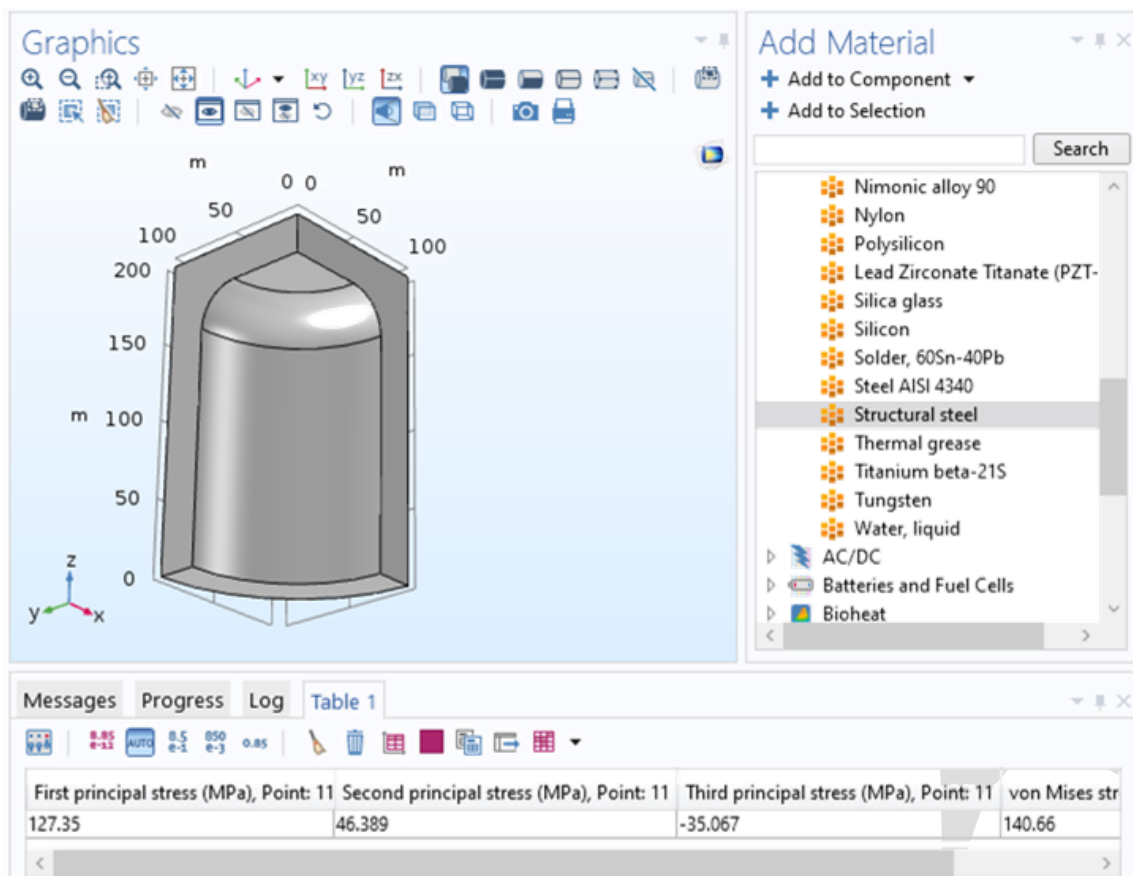 Graphics
xy yz zx
m
0 0
m
50
50
100
100
200
150
m 100
50
z
0
y
x
Add Material
Add to Component
Add to Selection
Search
Nimonic alloy 90
Nylon
Polysilicon
Lead Zirconate Titanate (PZT-
Silica glass
Silicon
Solder, 60Sn-40Pb
Steel AISI 4340
Structural steel
Thermal grease
Titanium beta-21S
Tungsten
Water, liquid
AC/DC
Batteries and Fuel Cells
Bioheat
Messages Progress Log Table 1
8.85 e-12 AUTO 8.5 e-1 850 e-3 0.85
First principal stress (MPa), Point: 11 Second principal stress (MPa), Point: 11 Third principal stress (MPa), Point: 11 von Mises str
127.35 46.389 -35.067 140.66